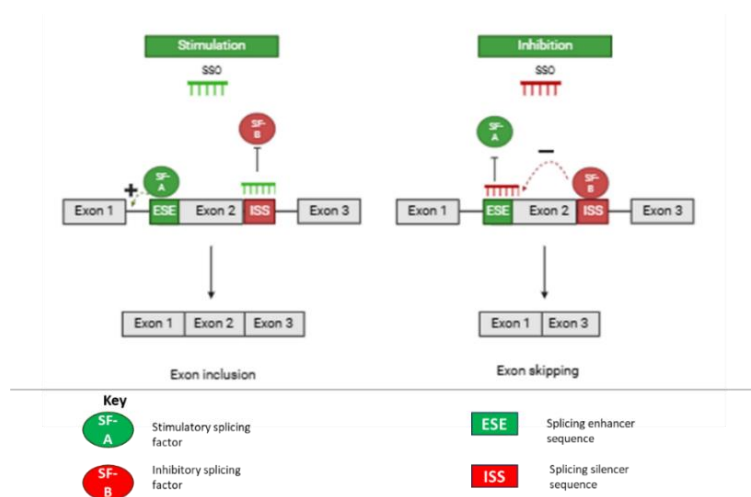 Stimulation
SSO
SF-
B
SF-
A
+
Exon 1
ESE
Exon 2
ISS
Exon 3
Exon 1
Exon 2
Exon 3
Exon inclusion
Inhibition
SSO
SF-
A
−
SF-
B
Exon 1
ESE
Exon 2
ISS
Exon 3
Exon 1
Exon 3
Exon skipping
Key
SF-
A
Stimulatory splicing
factor
SF-
B
Inhibitory splicing
factor
ESE
Splicing enhancer
sequence
ISS
Splicing silencer
sequence